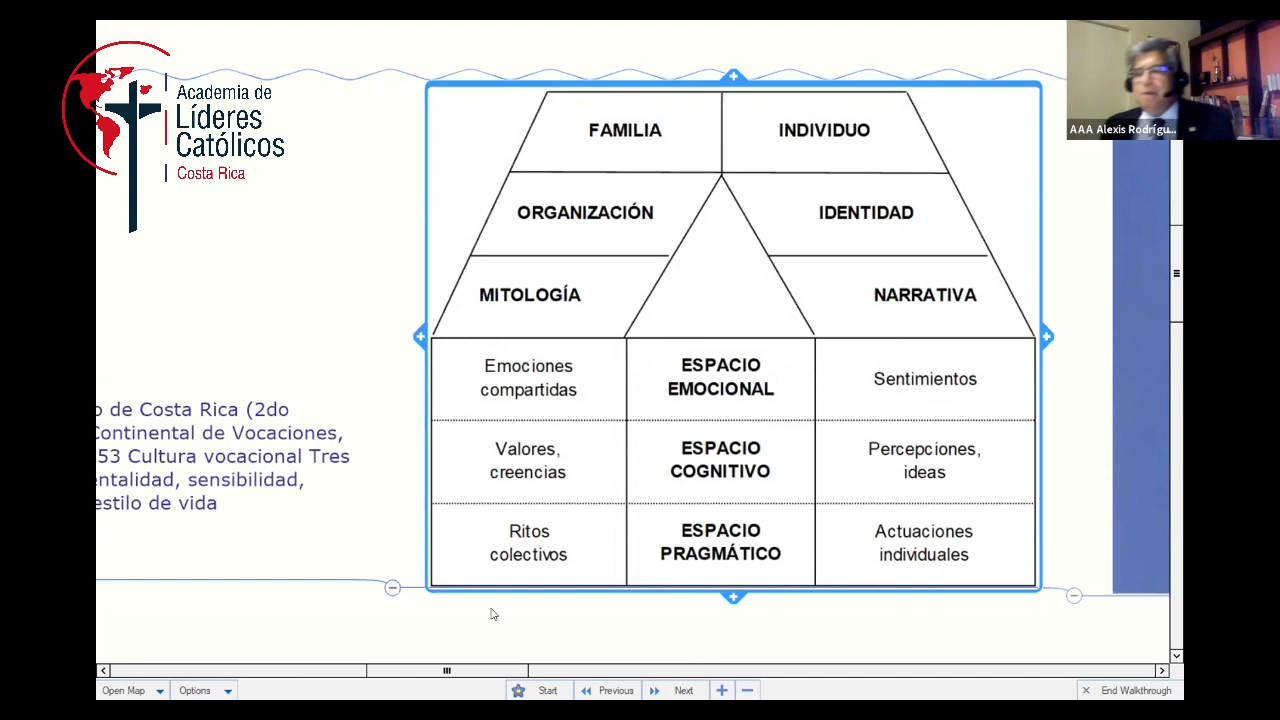 Academia de
Líderes
Católicos
Costa Rica
AAA Alexis Rodrígu...
FAMILIA
INDIVIDUO
ORGANIZACIÓN
IDENTIDAD
MITOLOGÍA
NARRATIVA
Emociones
compartidas
ESPACIO
EMOCIONAL
Sentimientos
Valores,
creencias
ESPACIO
COGNITIVO
Percepciones,
ideas
Ritos
colectivos
ESPACIO
PRAGMÁTICO
Actuaciones
individuales
o de Costa Rica (2do
Continental de Vocaciones,
53 Cultura vocacional Tres
entalidad, sensibilidad,
estilo de vida
Open Map
Options
Start
Previous
Next
End Walkthrough